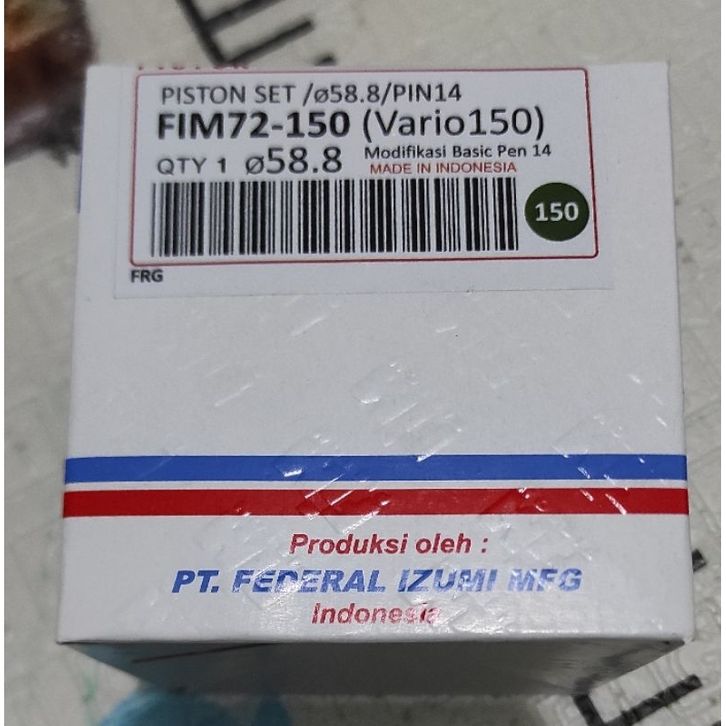 PISTON SET /ø58.8/PIN14
FIM72-150 (Vario150)
QTY 1 ø58.8 Modifikasi Basic Pen 14
MADE IN INDONESIA
150
FRG
Produksi oleh :
PT. FEDERAL IZUMI MFG
Indonesia